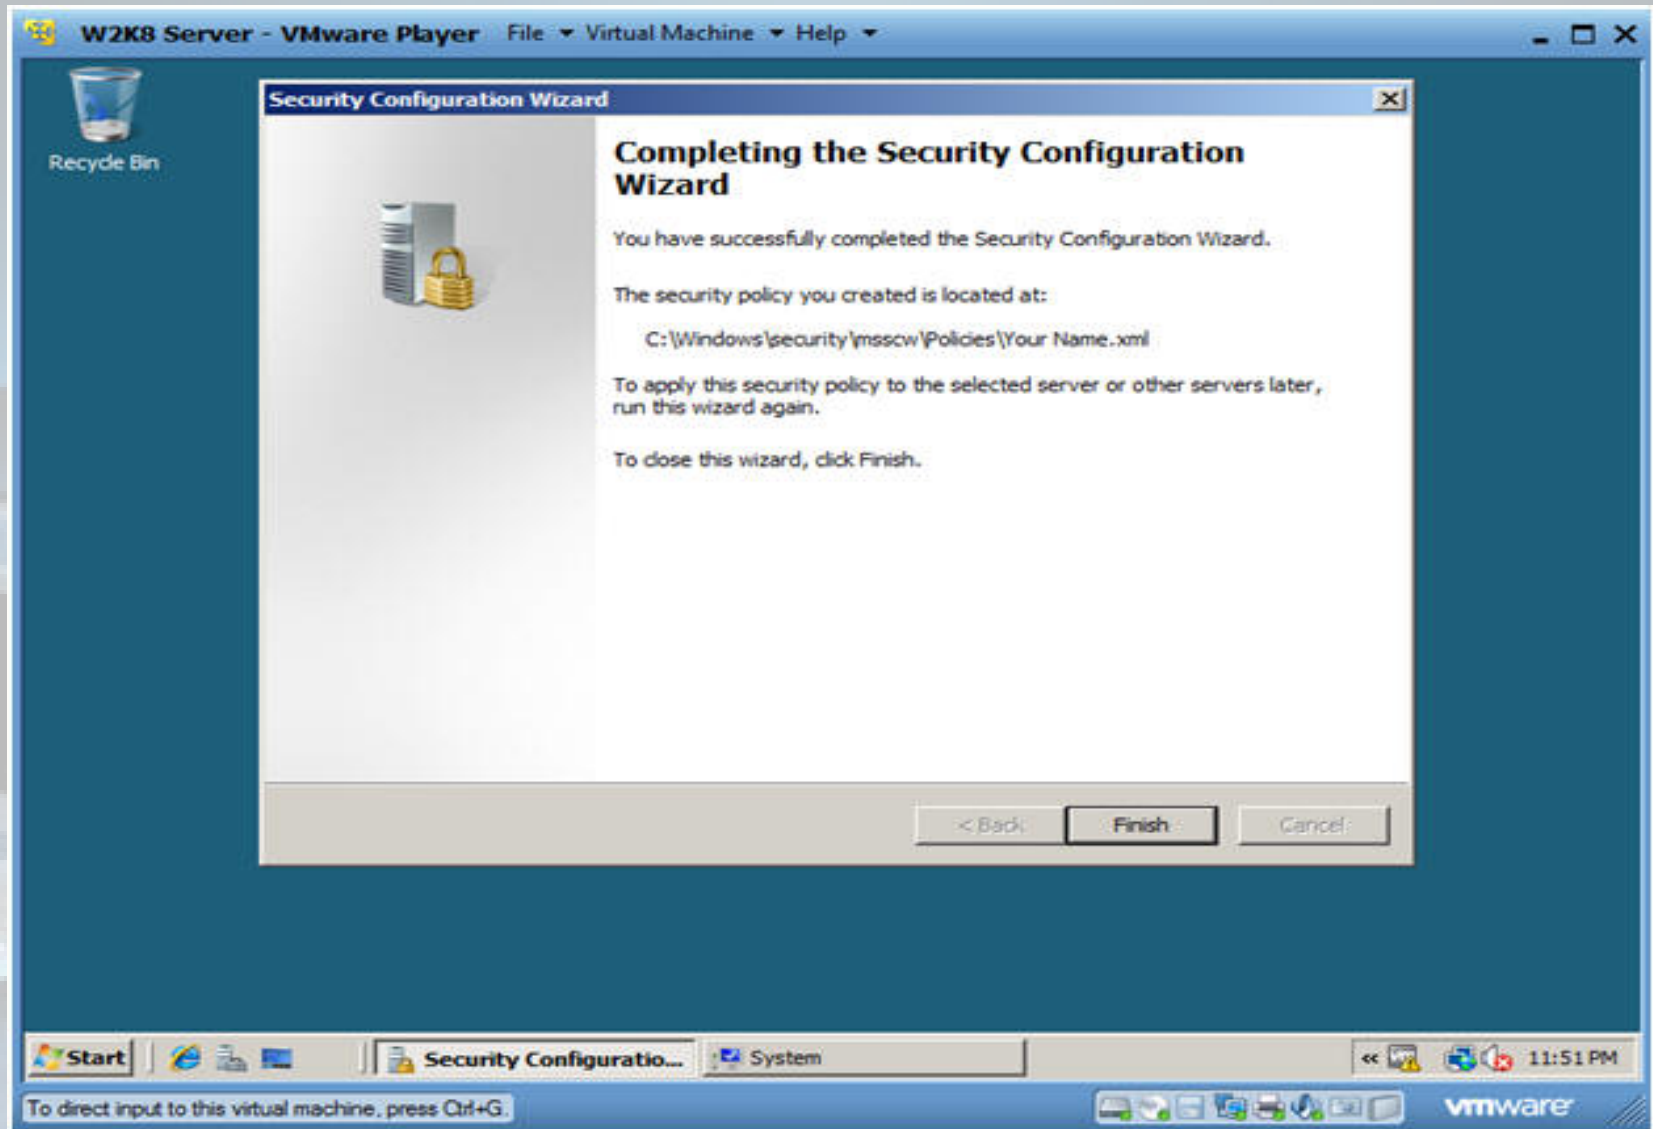 W2K8 Server - VMware Player File Virtual Machine Help
Recycle Bin
Security Configuration Wizard
Completing the Security Configuration
Wizard
You have successfully completed the Security Configuration Wizard.
The security policy you created is located at:
C:\Windows\security\msscw\Policies\Your Name.xml
To apply this security policy to the selected server or other servers later,
run this wizard again.
To close this wizard, click Finish.
< Back Finish Cancel
Start Security Configuratio... System « 11:51 PM
To direct input to this virtual machine, press Ctrl+G. vmware